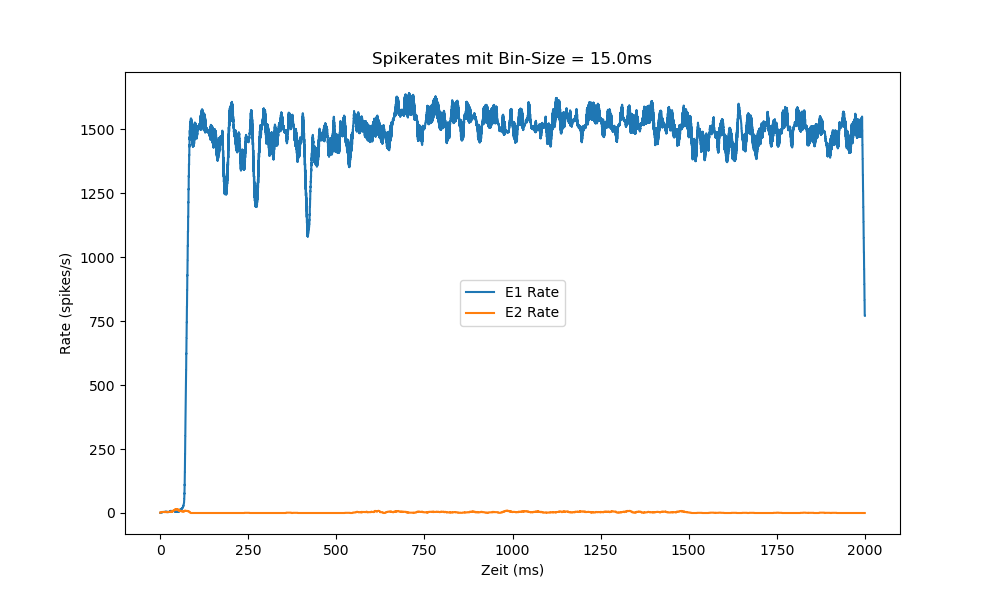 Spikerates mit Bin-Size = 15.0ms
Rate (spikes/s)
1500
1250
1000
750
500
250
0
E1 Rate
E2 Rate
0 250 500 750 1000 1250 1500 1750 2000
Zeit (ms)